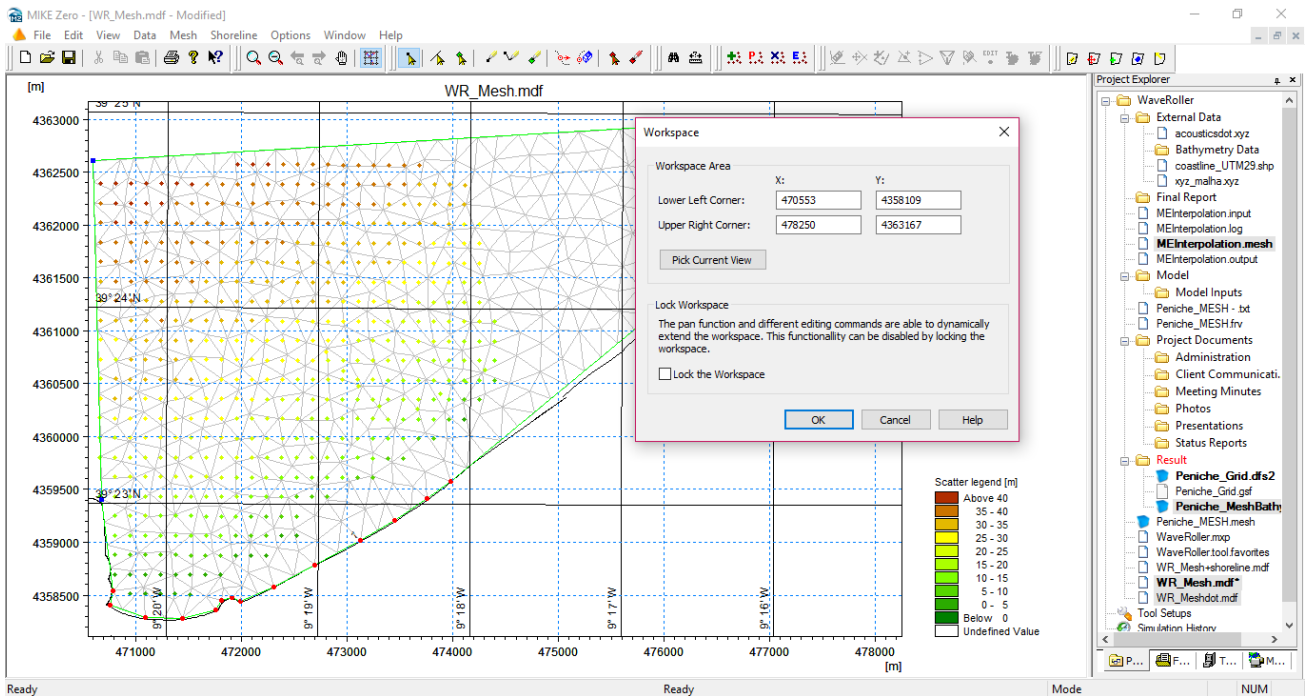 MIKE Zero - [WR_Mesh.mdf - Modified]
File Edit View Data Mesh Shoreline Options Window Help
[m]
WR_Mesh.mdf
39°25'N
4363000
4362500
4362000
4361500
39°24'N
4361000
4360500
4360000
4359500
39°23'N
4359000
4358500
9°20'W
9°19'W
9°18'W
9°17'W
9°16'W
471000 472000 473000 474000 475000 476000 477000 478000
[m]
Workspace
Workspace Area
X: Y:
Lower Left Corner: 470553 4358109
Upper Right Corner: 478250 4363167
Pick Current View
Lock Workspace
The pan function and different editing commands are able to dynamically
extend the workspace. This functionallity can be disabled by locking the
workspace.
Lock the Workspace
OK Cancel Help
Scatter legend [m]
Above 40
35 - 40
30 - 35
25 - 30
20 - 25
15 - 20
10 - 15
5 - 10
0 - 5
Below 0
Undefined Value
Project Explorer
WaveRoller
External Data
acousticsdot.xyz
Bathymetry Data
coastline_UTM29.shp
xyz_malha.xyz
Final Report
MEInterpolation.input
MEInterpolation.log
MEInterpolation.mesh
MEInterpolation.output
Model
Model Inputs
Peniche_MESH - .txt
Peniche_MESH.frv
Project Documents
Administration
Client Communicati.
Meeting Minutes
Photos
Presentations
Status Reports
Result
Peniche_Grid.dfs2
Peniche_Grid.gsf
Peniche_MeshBathy
Peniche_MESH.mesh
WaveRoller.mxp
WaveRoller.tool.favorites
WR_Mesh+shoreline.mdf
WR_Mesh.mdf*
WR_Meshdot.mdf
Tool Setups
Simulation History
P... F... T... M...
Ready Ready Mode NUM